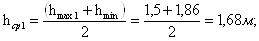 h_ср1 = (h_max1 + h_min)/2 = (1,5 + 1,86)/2 = 1,68 м,